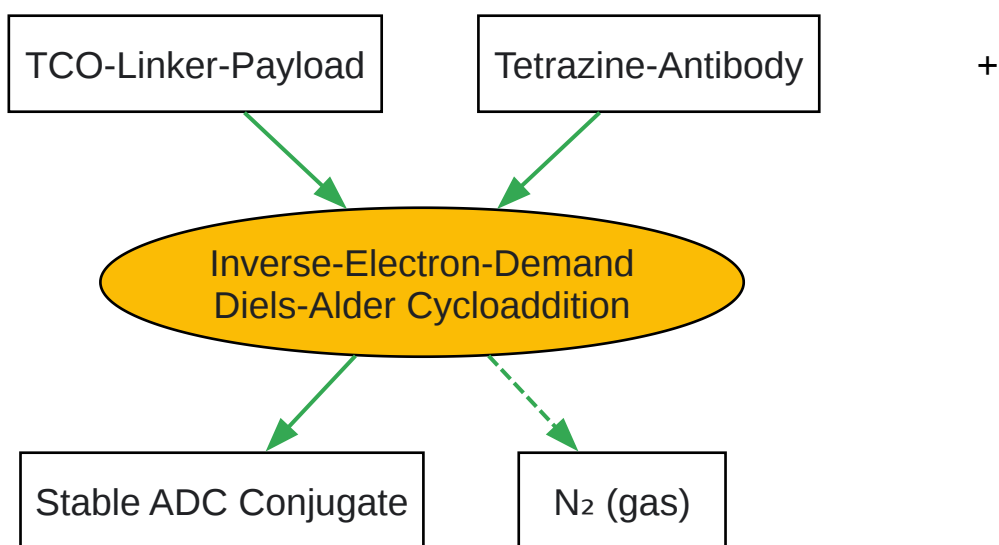 TCO-Linker-Payload
Tetrazine-Antibody
+
Inverse-Electron-Demand
Diels-Alder Cycloaddition
Stable ADC Conjugate
N₂ (gas)